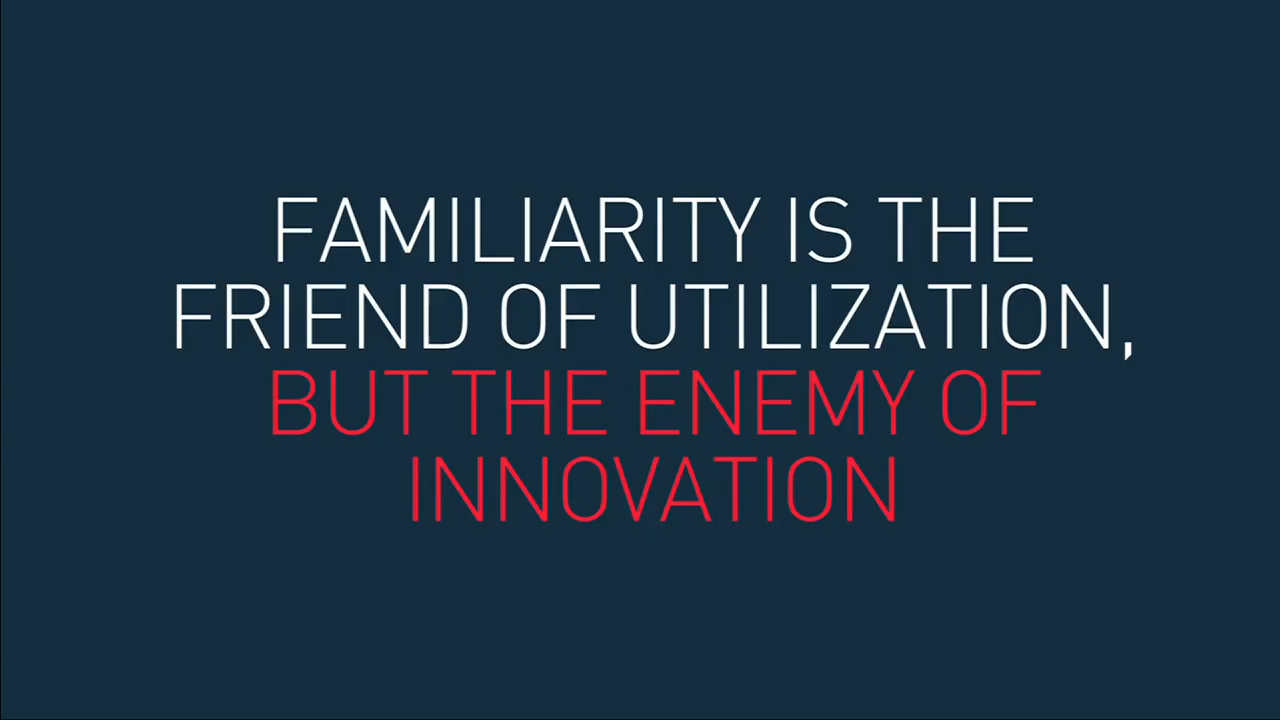 FAMILIARITY IS THE
FRIEND OF UTILIZATION,
BUT THE ENEMY OF
INNOVATION